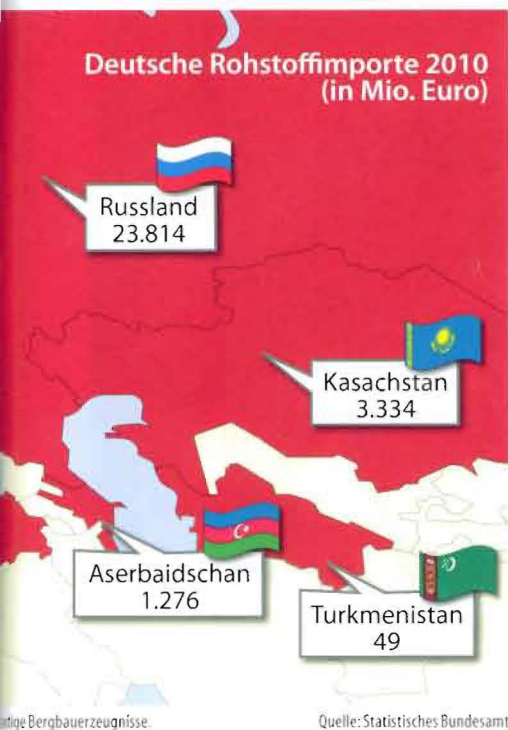 Deutsche Rohstoffimporte 2010
(in Mio. Euro)
Russland
23.814
Kasachstan
3.334
Aserbaidschan
1.276
Turkmenistan
49
Bergbauerzeugnisse.
Quelle: Statistisches Bundesamt